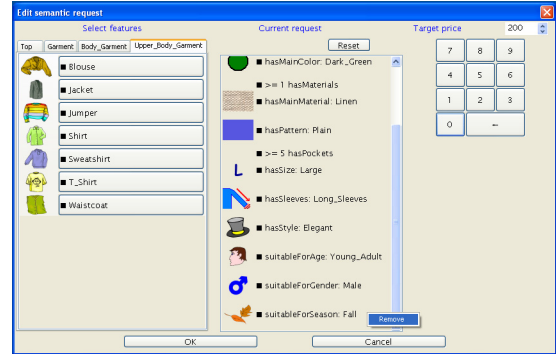 Edit semantic request
Select features
Current request
Target price
200
Top
Garment
Body_Garment
Upper_Body_Garment
Reset
Blouse
Jacket
Jumper
Shirt
Sweatshirt
T_Shirt
Waistcoat
hasMainColor: Dark_Green
>= 1 hasMaterials
hasMainMaterial: Linen
hasPattern: Plain
>= 5 hasPockets
L
hasSize: Large
hasSleeves: Long_Sleeves
hasStyle: Elegant
suitableForAge: Young_Adult
suitableForGender: Male
suitableForSeason: Fall
Remove
7 8 9
4 5 6
1 2 3
0 ←
OK
Cancel